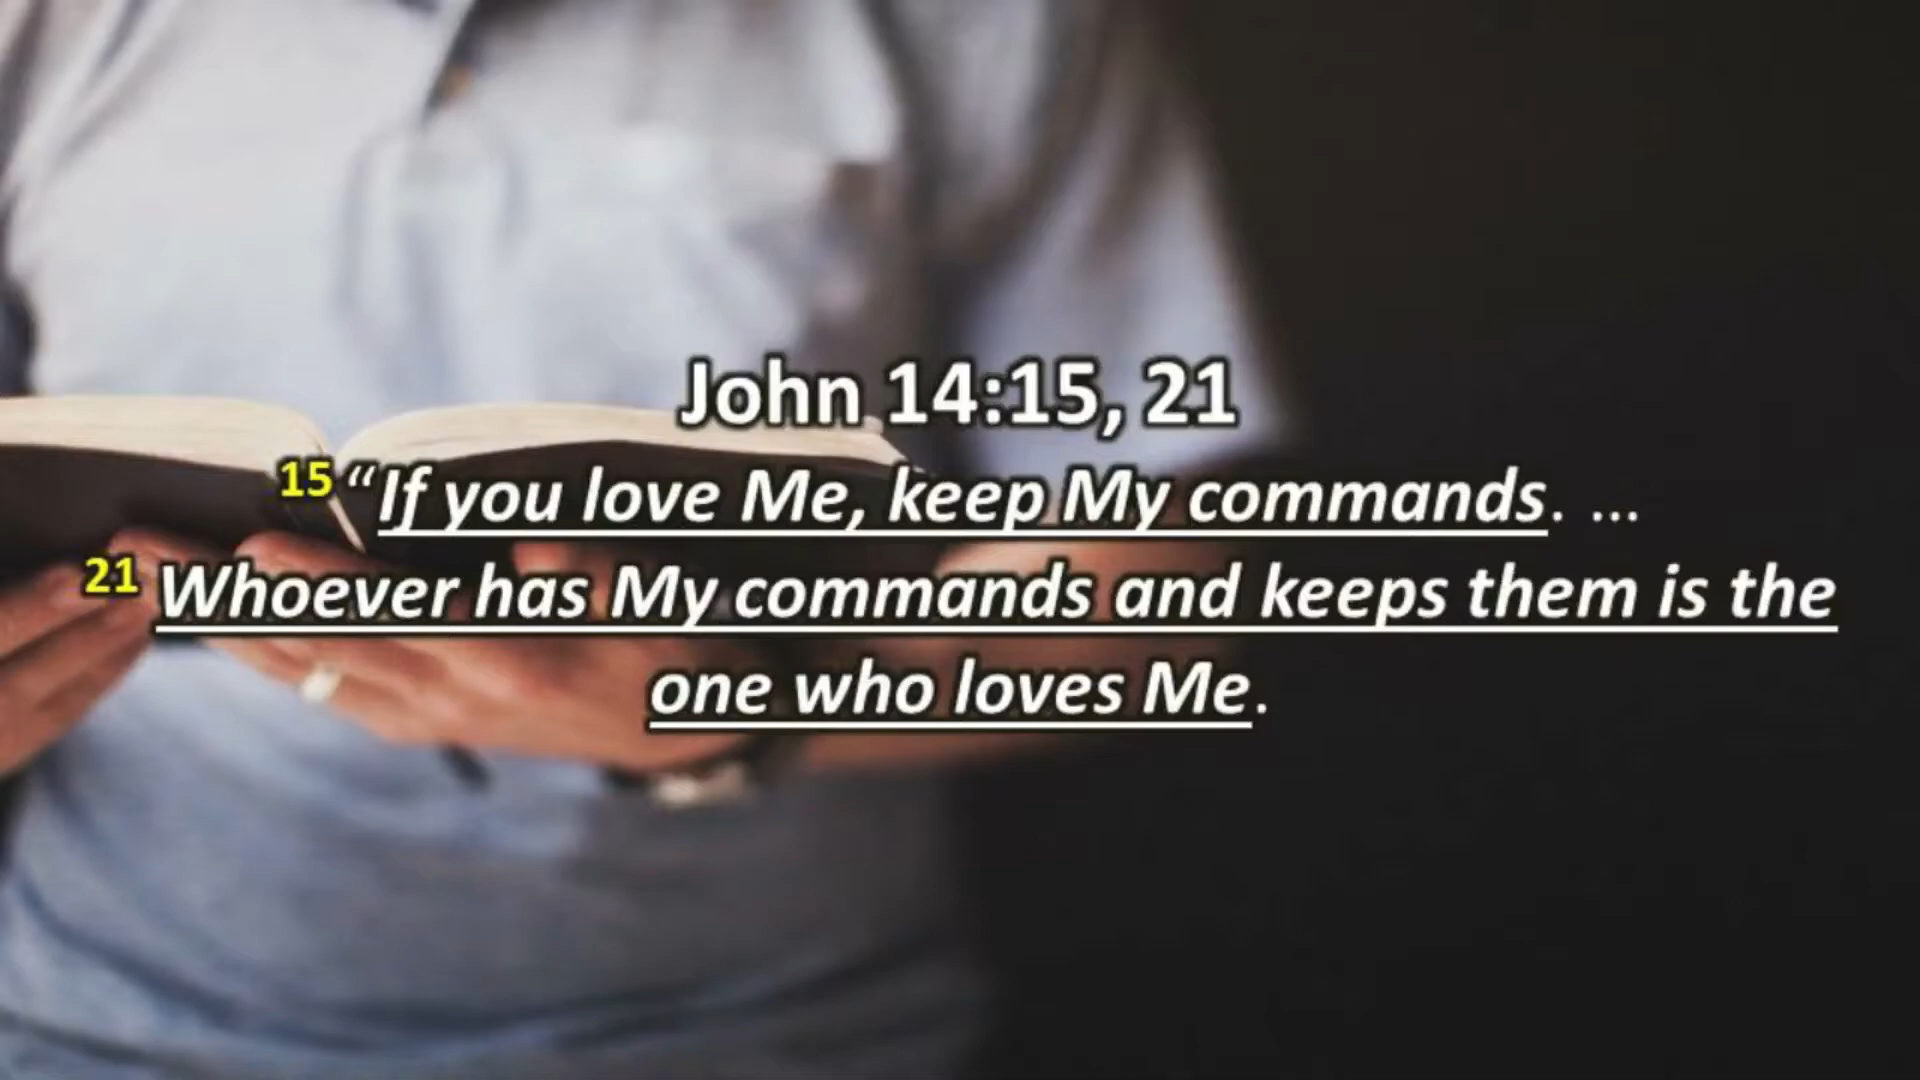 John 14:15, 21
15 “If you love Me, keep My commands. ...
21 Whoever has My commands and keeps them is the
one who loves Me.